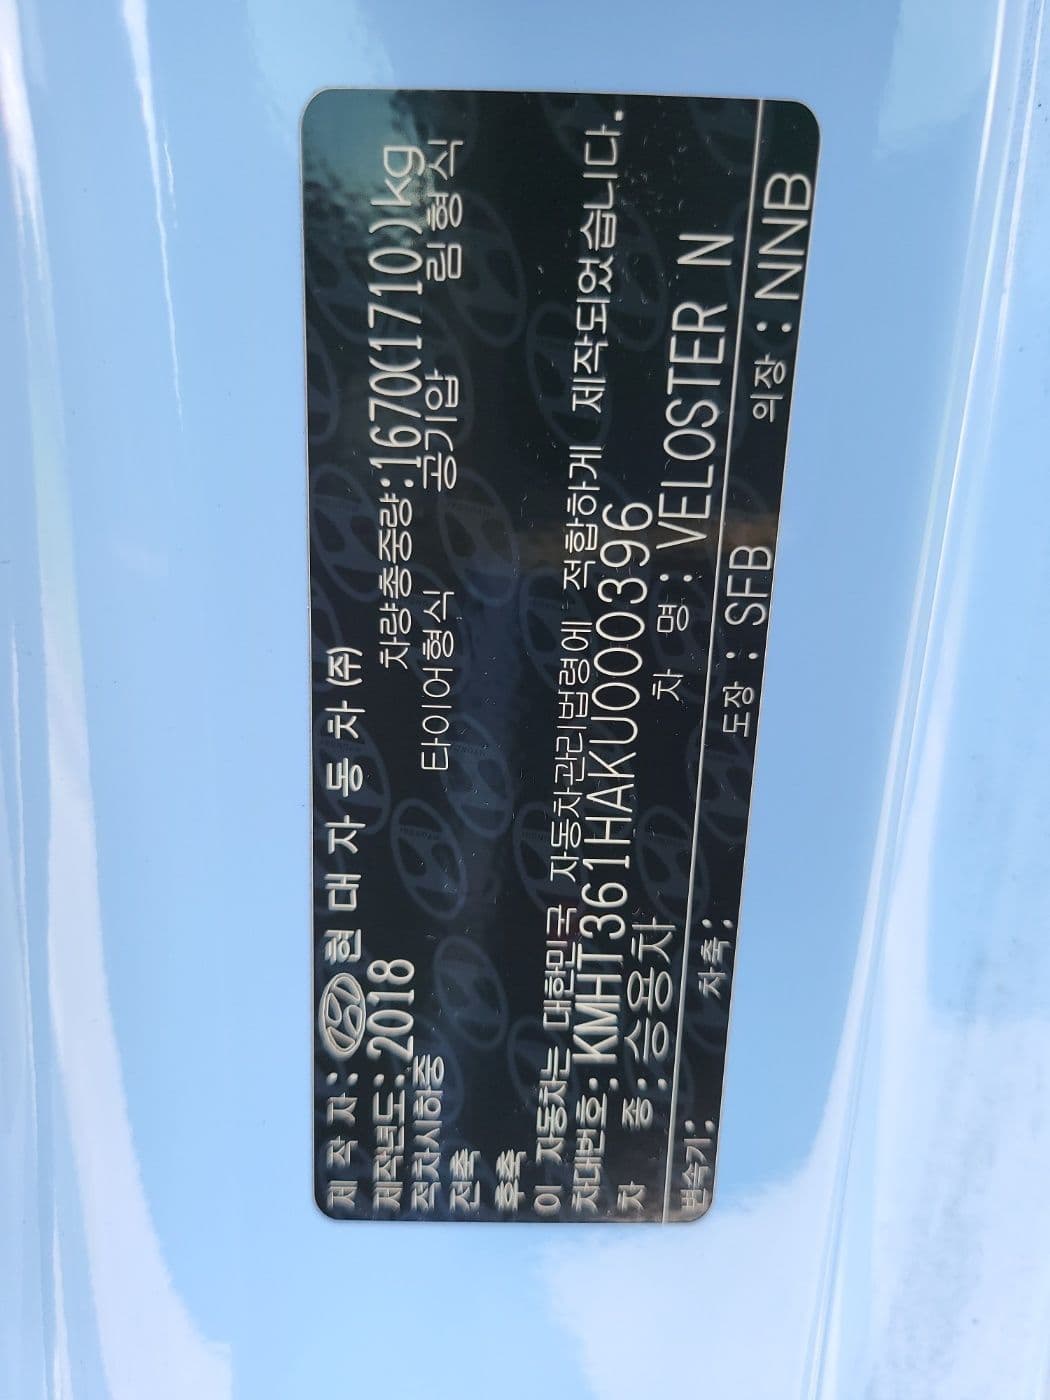 제 작 자 : HYUNDAI 현 대 자 동 차 (주)
제작년도 : 2018 차량총중량 : 1670(1710)kg
적차시하중 타이어형식 공기압 림형식
전축
후축
이 자동차는 대한민국 자동차관리법령에 적합하게 제작되었습니다.
차대번호 : KMHT361HAKU000396
차 종 : 승용차 차 명 : VELOSTER N
변속기 : 차축 : 도장 : SFB 의장 : NNB